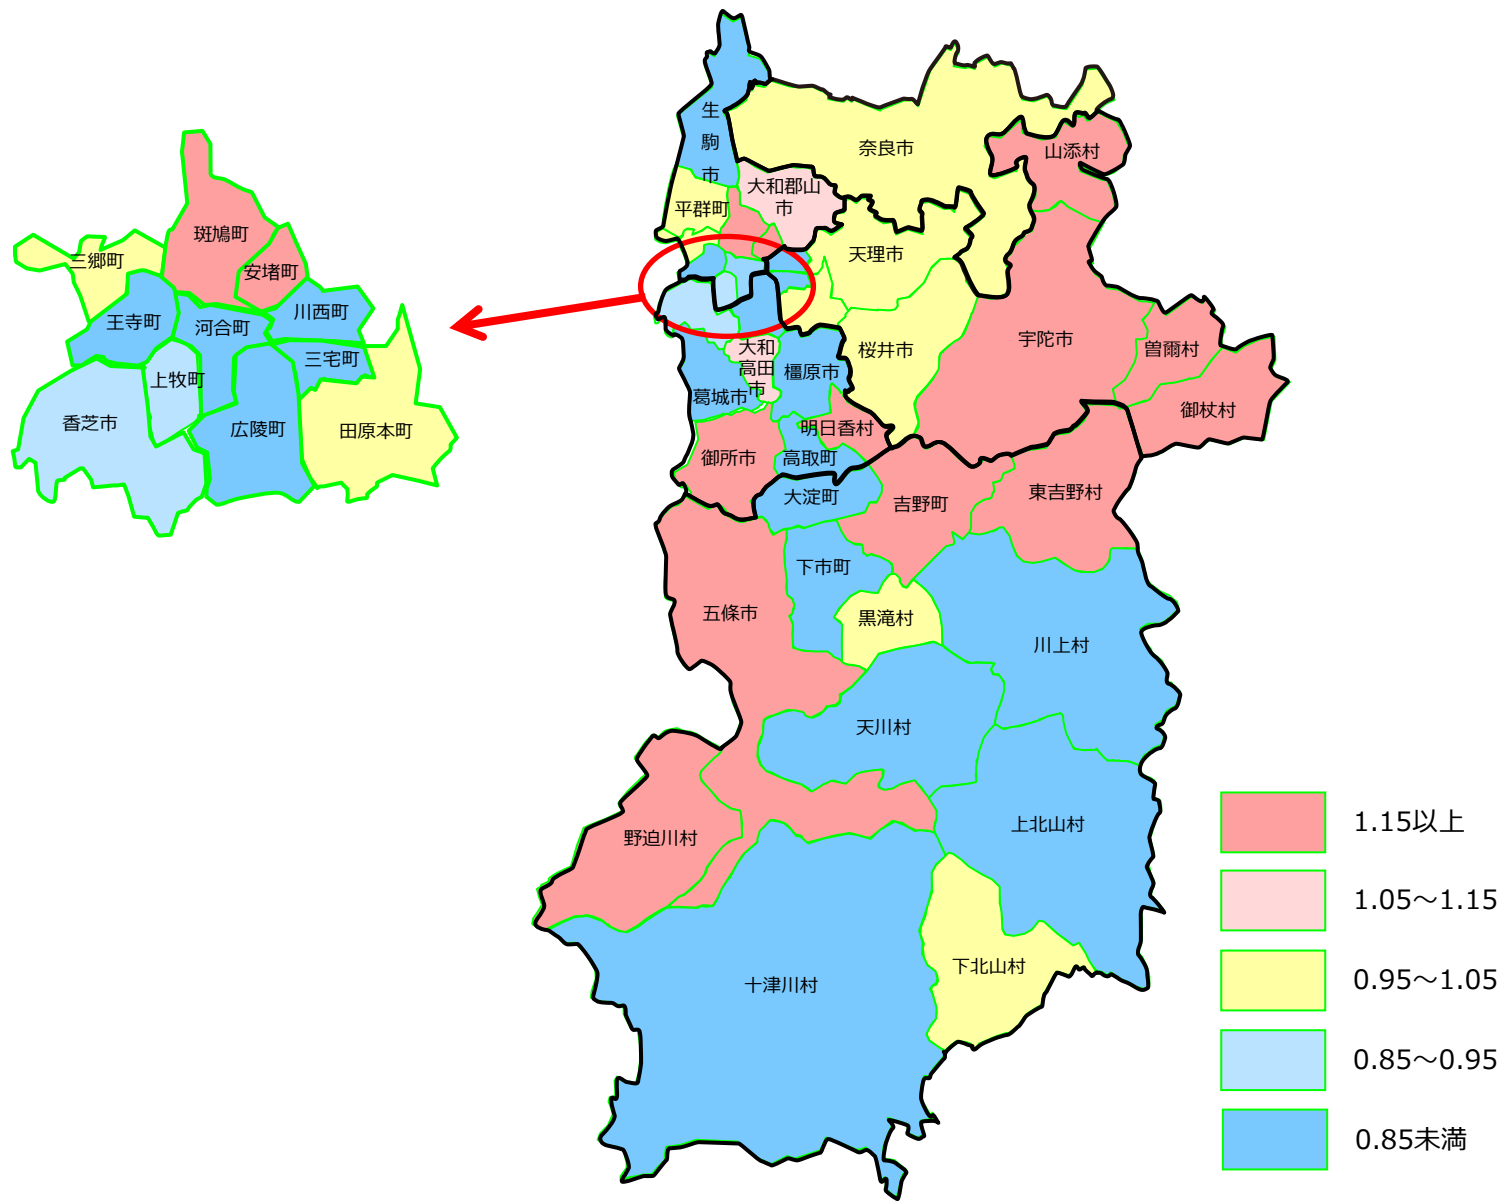 生
駒
市
奈良市
山添村
大和郡山
市
平群町
斑鳩町
三郷町
安堵町
天理市
川西町
王寺町
河合町
三宅町
宇陀市
曽爾村
桜井市
大和
高田
市
橿原市
上牧町
葛城市
御杖村
香芝市
広陵町
田原本町
明日香村
御所市
高取町
大淀町
吉野町
東吉野村
下市町
五條市
黒滝村
川上村
天川村
野迫川村
上北山村
下北山村
十津川村
1.15以上
1.05～1.15
0.95～1.05
0.85～0.95
0.85未満